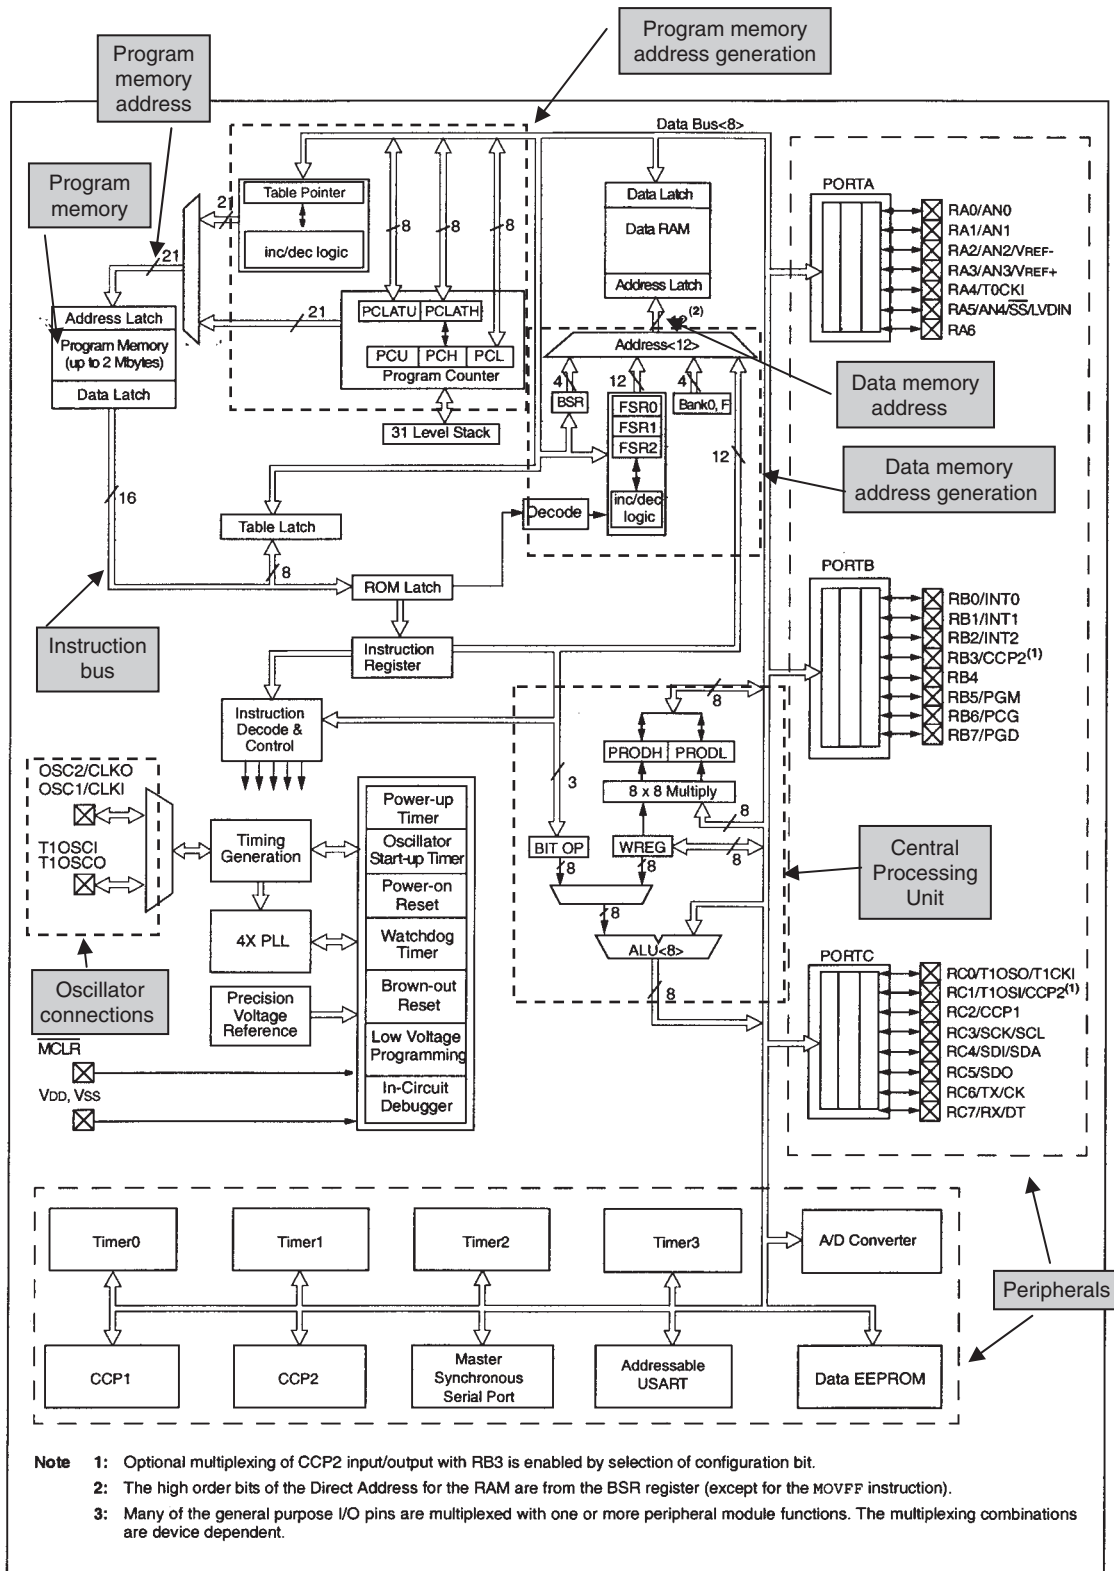 Program
memory
address
Program memory
address generation
Program
memory
Data Bus<8>
21
Table Pointer
inc/dec logic
8
8
8
21
21
Address Latch
Program Memory
(up to 2 Mbytes)
Data Latch
PCLATU
PCLATH
PCU
PCH
PCL
Program Counter
31 Level Stack
Data Latch
Data RAM
Address Latch
(2)
Address<12>
4
12
4
BSR
FSR0
FSR1
FSR2
Bank0, F
inc/dec
logic
12
Data memory
address
Data memory
address generation
PORTA
RA0/AN0
RA1/AN1
RA2/AN2/VREF-
RA3/AN3/VREF+
RA4/T0CKI
RA5/AN4/SS/LVDIN
RA6
16
Table Latch
8
Decode
ROM Latch
Instruction
Register
Instruction
bus
Instruction
Decode &
Control
PORTB
RB0/INT0
RB1/INT1
RB2/INT2
RB3/CCP2(1)
RB4
RB5/PGM
RB6/PCG
RB7/PGD
8
PRODH
PRODL
8 x 8 Multiply
3
8
BIT OP
WREG
8
8
8
8
ALU<8>
8
Central
Processing
Unit
OSC2/CLKO
OSC1/CLKI
T1OSCI
T1OSCO
Timing
Generation
4X PLL
Precision
Voltage
Reference
Oscillator
connections
MCLR
VDD, VSS
Power-up
Timer
Oscillator
Start-up Timer
Power-on
Reset
Watchdog
Timer
Brown-out
Reset
Low Voltage
Programming
In-Circuit
Debugger
PORTC
RC0/T1OSO/T1CKI
RC1/T1OSI/CCP2(1)
RC2/CCP1
RC3/SCK/SCL
RC4/SDI/SDA
RC5/SDO
RC6/TX/CK
RC7/RX/DT
Timer0
Timer1
Timer2
Timer3
A/D Converter
Peripherals
CCP1
CCP2
Master
Synchronous
Serial Port
Addressable
USART
Data EEPROM
Note 1: Optional multiplexing of CCP2 input/output with RB3 is enabled by selection of configuration bit.
2: The high order bits of the Direct Address for the RAM are from the BSR register (except for the MOVFF instruction).
3: Many of the general purpose I/O pins are multiplexed with one or more peripheral module functions. The multiplexing combinations
are device dependent.